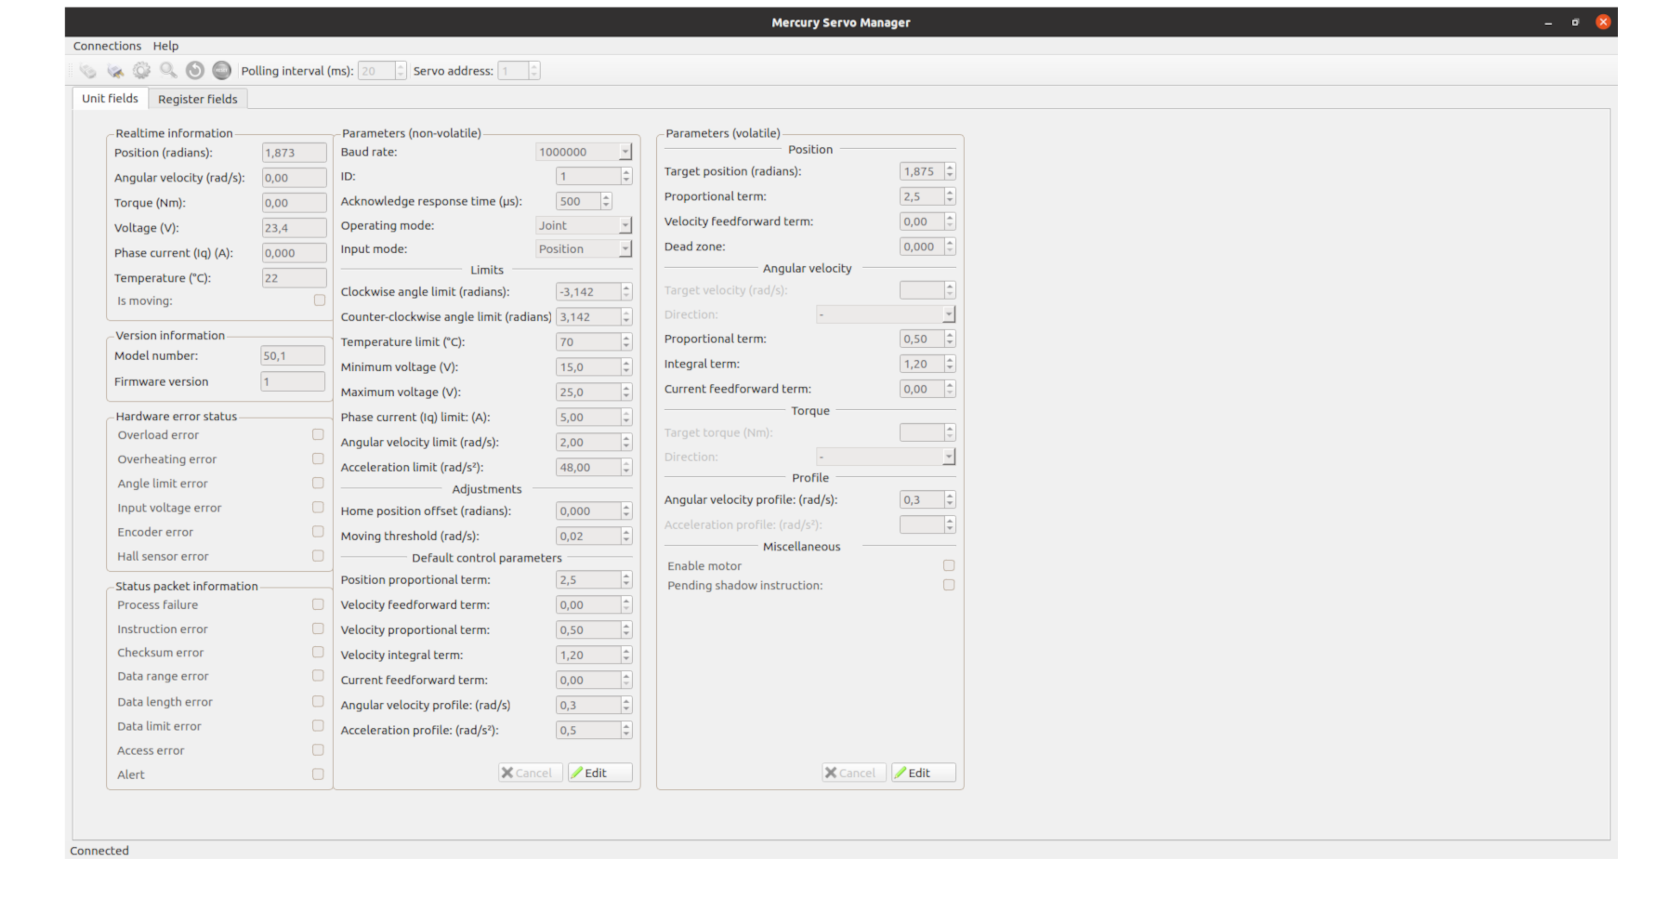 Mercury Servo Manager
Connections Help
Polling interval (ms): 20 Servo address: 1
Unit fields Register fields
Realtime information
Position (radians): 1,873
Angular velocity (rad/s): 0,00
Torque (Nm): 0,00
Voltage (V): 23,4
Phase current (Iq) (A): 0,000
Temperature (°C): 22
Is moving:
Version information
Model number: 50,1
Firmware version 1
Hardware error status
Overload error
Overheating error
Angle limit error
Input voltage error
Encoder error
Hall sensor error
Status packet information
Process failure
Instruction error
Checksum error
Data range error
Data length error
Data limit error
Access error
Alert
Parameters (non-volatile)
Baud rate: 1000000
ID: 1
Acknowledge response time (µs): 500
Operating mode: Joint
Input mode: Position
Limits
Clockwise angle limit (radians): -3,142
Counter-clockwise angle limit (radians) 3,142
Temperature limit (°C): 70
Minimum voltage (V): 15,0
Maximum voltage (V): 25,0
Phase current (Iq) limit: (A): 5,00
Angular velocity limit (rad/s): 2,00
Acceleration limit (rad/s²): 48,00
Adjustments
Home position offset (radians): 0,000
Moving threshold (rad/s): 0,02
Default control parameters
Position proportional term: 2,5
Velocity feedforward term: 0,00
Velocity proportional term: 0,50
Velocity integral term: 1,20
Current feedforward term: 0,00
Angular velocity profile: (rad/s) 0,3
Acceleration profile: (rad/s²): 0,5
Cancel Edit
Parameters (volatile)
Position
Target position (radians): 1,875
Proportional term: 2,5
Velocity feedforward term: 0,00
Dead zone: 0,000
Angular velocity
Target velocity (rad/s):
Direction: -
Proportional term: 0,50
Integral term: 1,20
Current feedforward term: 0,00
Torque
Target torque (Nm):
Direction: -
Profile
Angular velocity profile: (rad/s): 0,3
Acceleration profile: (rad/s²):
Miscellaneous
Enable motor
Pending shadow instruction:
Cancel Edit
Connected